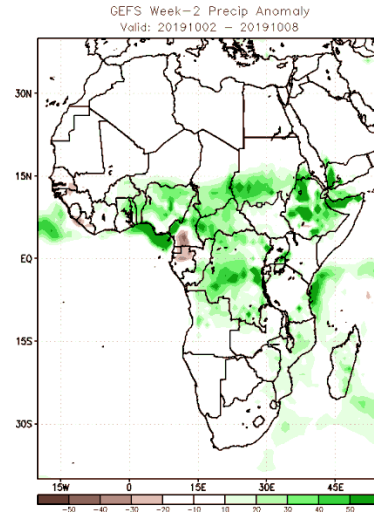 GEFS Week-2 Precip Anomaly
Valid: 20191002 - 20191008
30N
15N
EQ
15S
30S
15W 0 15E 30E 45E
-50 -40 -30 -20 -10 10 20 30 40 50